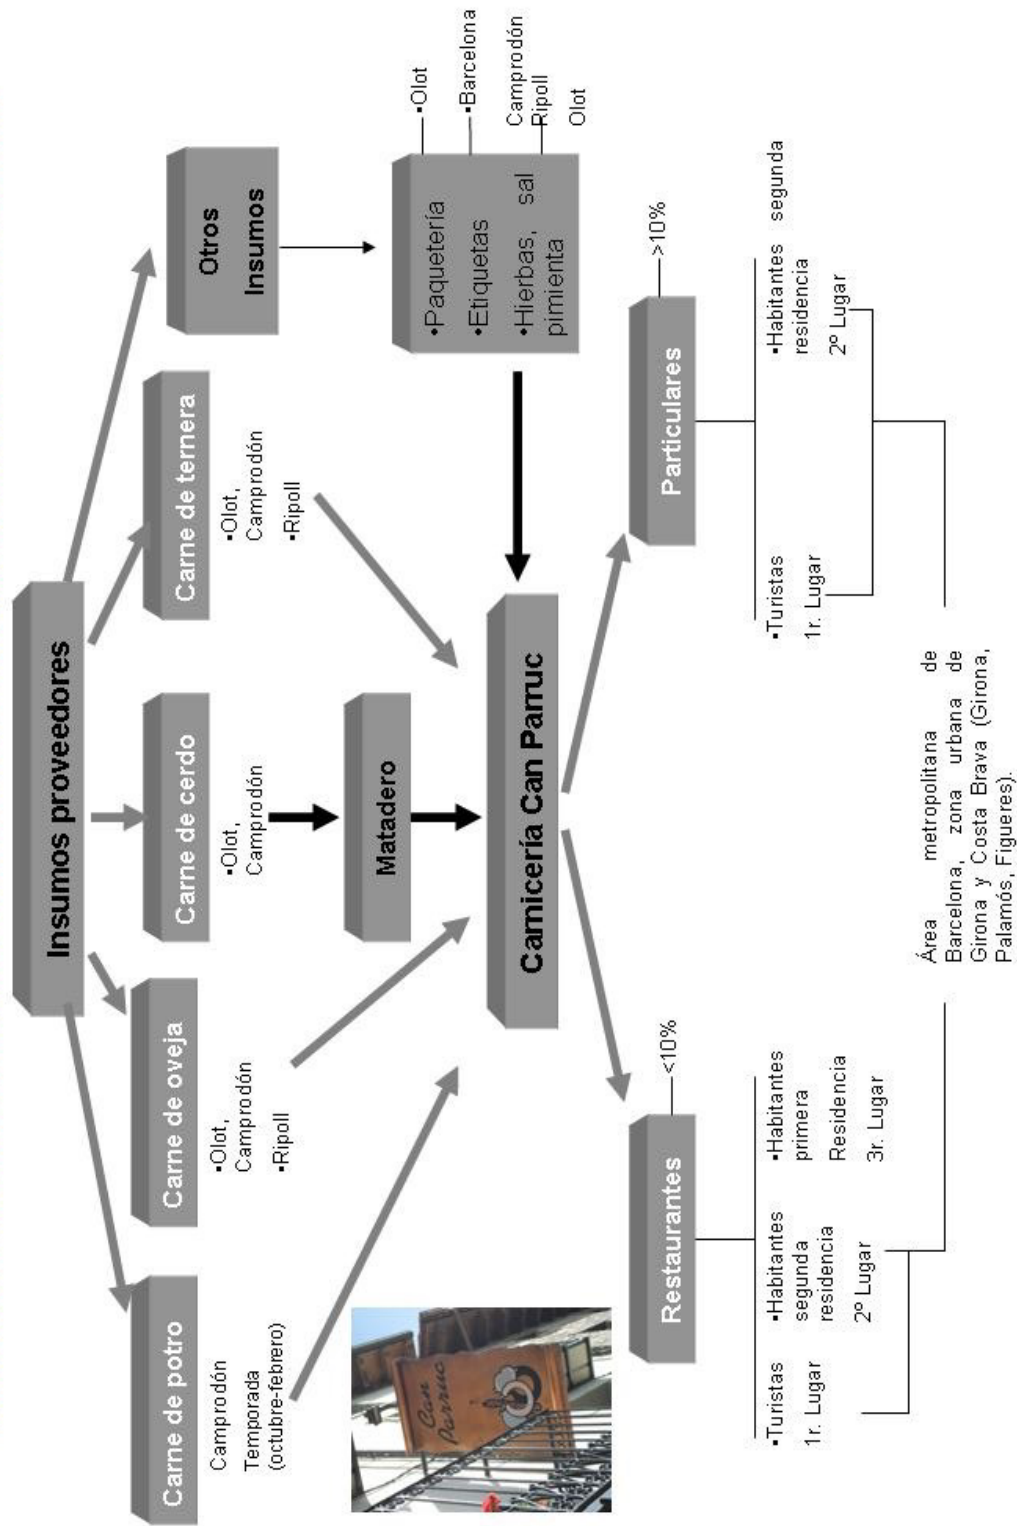 Insumos proveedores
Carne de potro
Camprodón
Temporada
(octubre-febrero)
Carne de oveja
▪Olot,
Camprodón
▪Ripoll
Carne de cerdo
▪Olot,
Camprodón
Carne de ternera
▪Olot,
Camprodón
▪Ripoll
Otros
Insumos
•Paquetería
•Etiquetas
•Hierbas, sal
pimienta
▪Olot
▪Barcelona
Camprodón
Ripoll
Olot
Matadero
Carnicería Can Parruc
Can
Parruc
Restaurantes
<10%
▪Turistas
1r. Lugar
▪Habitantes
segunda
residencia
2º Lugar
▪Habitantes
primera
Residencia
3r. Lugar
Particulares
>10%
▪Turistas
1r. Lugar
▪Habitantes segunda
residencia
2º Lugar
Área metropolitana de
Barcelona, zona urbana de
Girona y Costa Brava (Girona,
Palamós, Figueres).